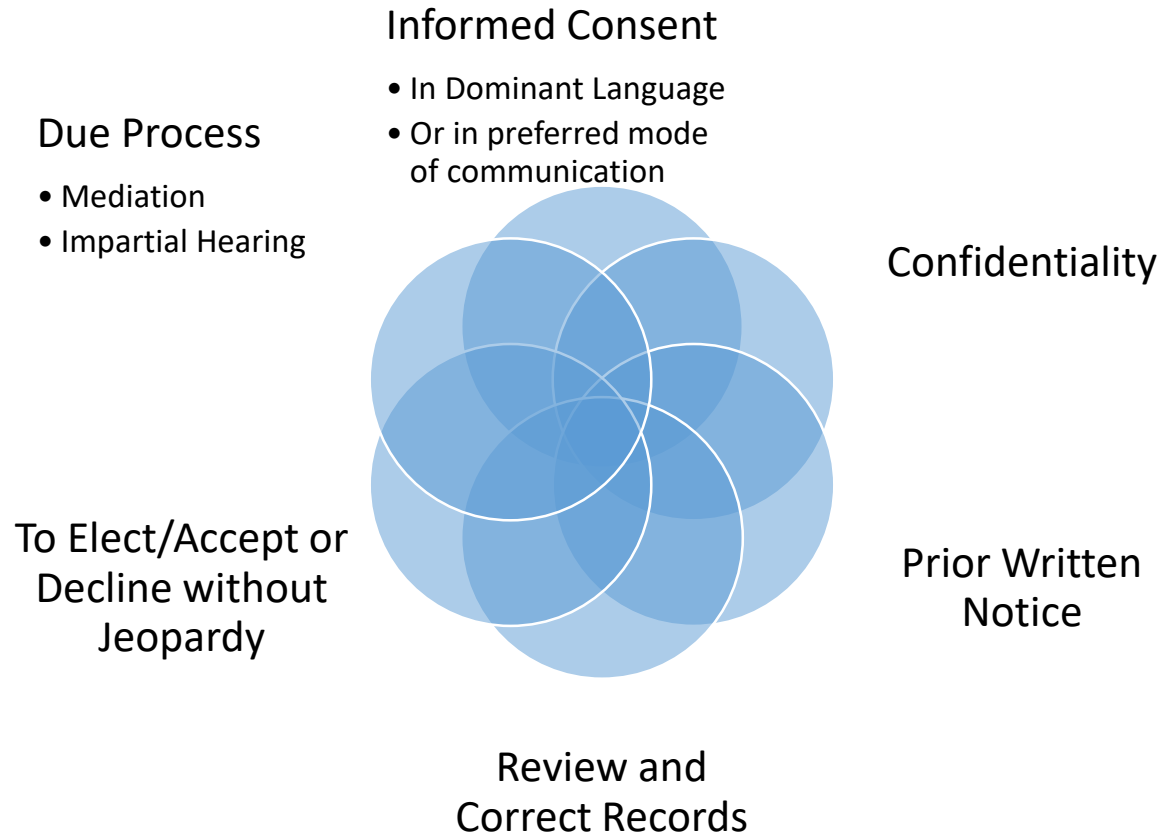 Informed Consent
• In Dominant Language
• Or in preferred mode
of communication
Due Process
• Mediation
• Impartial Hearing
Confidentiality
To Elect/Accept or
Decline without
Jeopardy
Prior Written
Notice
Review and
Correct Records